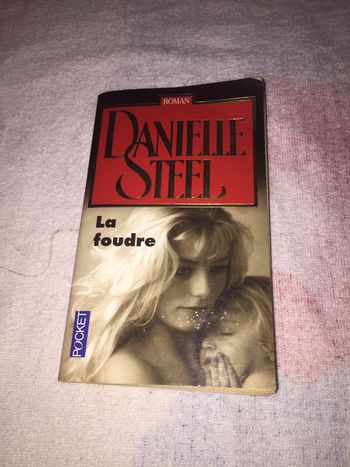 ROMAN
DANIELLE
STEEL
La
foudre
POCKET